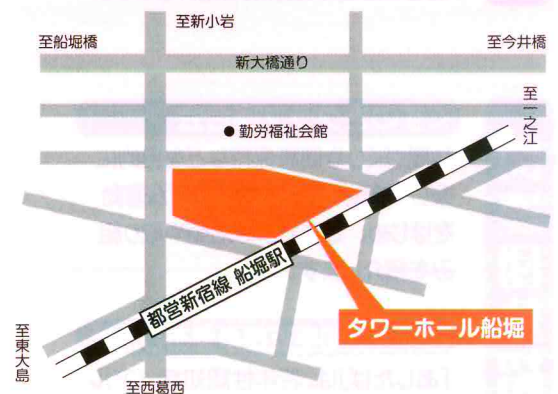 至新小岩
至船堀橋
至今井橋
新大橋通り
至一之江
勤労福祉会館
都営新宿線 船堀駅
タワーホール船堀
至東大島
至西葛西